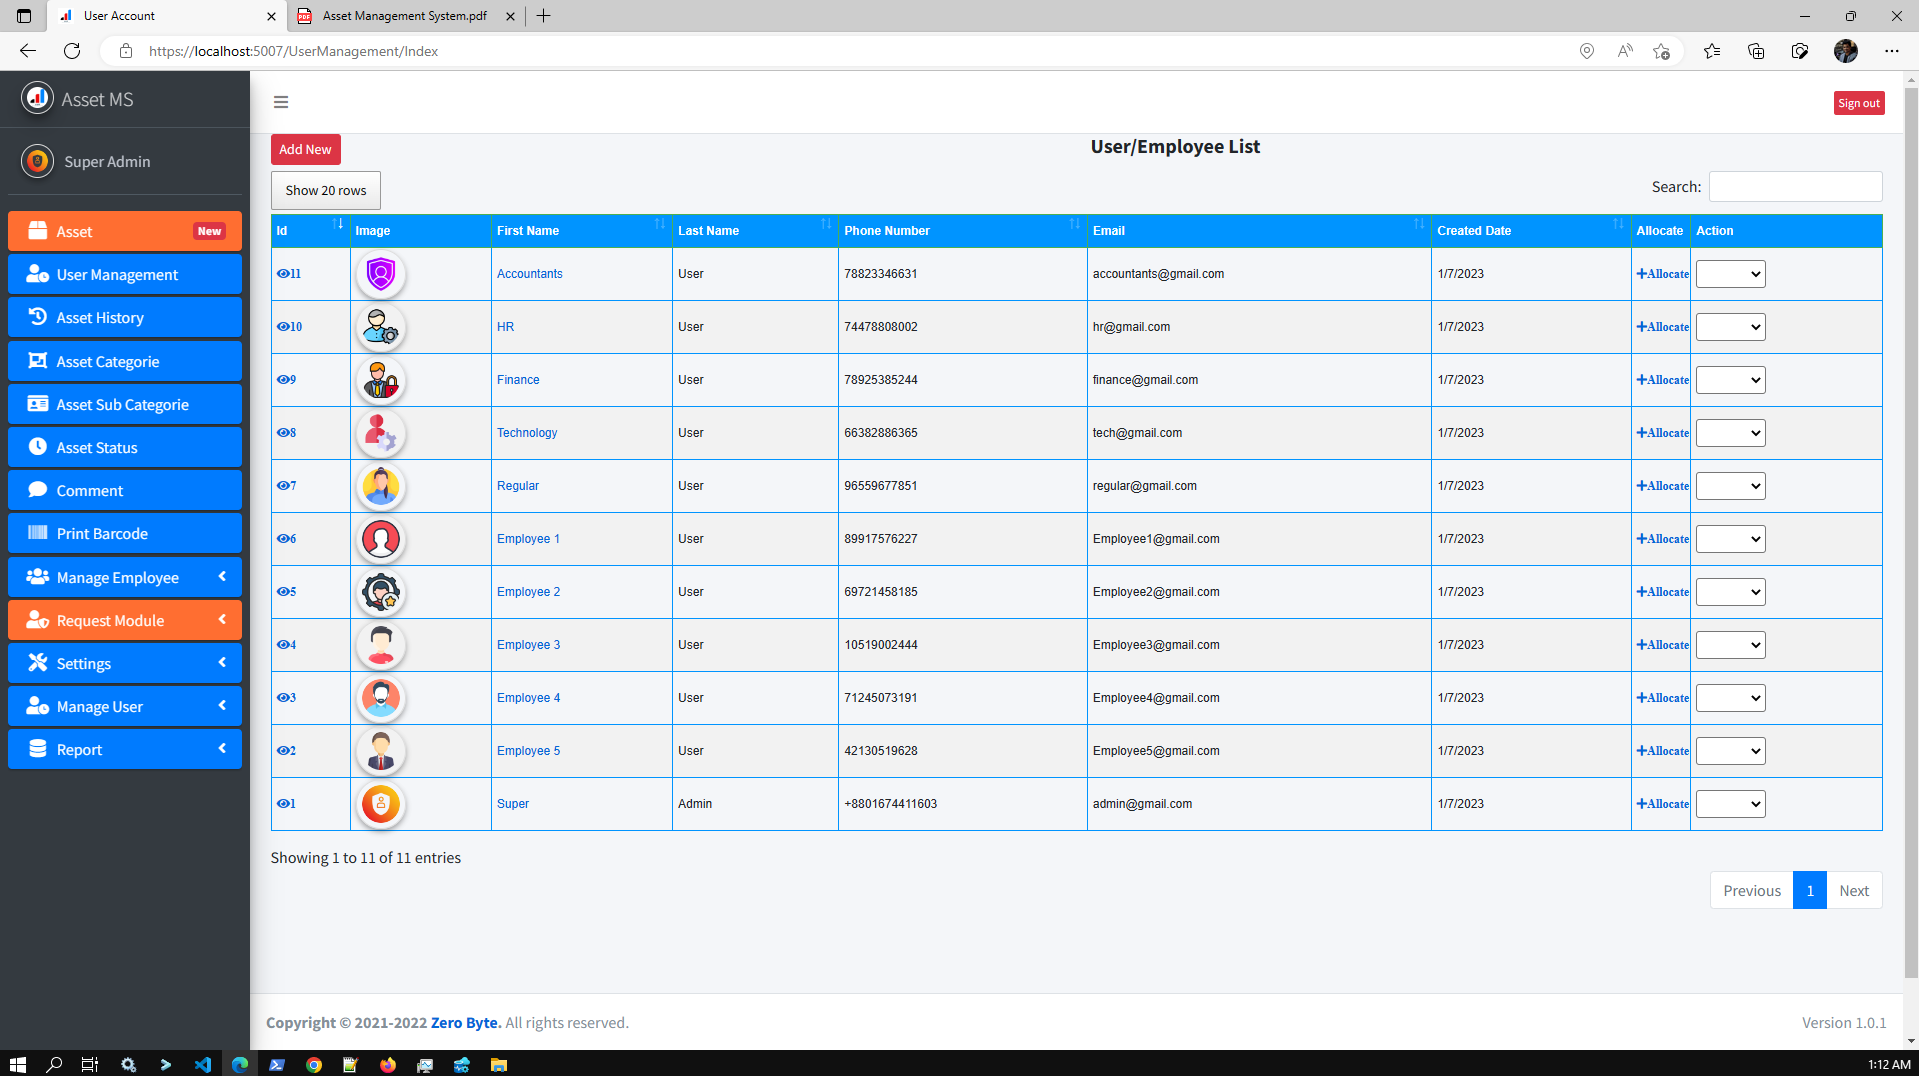 User Account
Asset Management System.pdf
https://localhost:5007/UserManagement/Index
Asset MS
Sign out
Super Admin
Asset New
User Management
Asset History
Asset Categorie
Asset Sub Categorie
Asset Status
Comment
Print Barcode
Manage Employee
Request Module
Settings
Manage User
Report
Add New
User/Employee List
Show 20 rows
Search:
Id Image First Name Last Name Phone Number Email Created Date Allocate Action
11 Accountants User 78823346631 accountants@gmail.com 1/7/2023 +Allocate
10 HR User 74478808002 hr@gmail.com 1/7/2023 +Allocate
9 Finance User 78925385244 finance@gmail.com 1/7/2023 +Allocate
8 Technology User 66382886365 tech@gmail.com 1/7/2023 +Allocate
7 Regular User 96559677851 regular@gmail.com 1/7/2023 +Allocate
6 Employee 1 User 89917576227 Employee1@gmail.com 1/7/2023 +Allocate
5 Employee 2 User 69721458185 Employee2@gmail.com 1/7/2023 +Allocate
4 Employee 3 User 10519002444 Employee3@gmail.com 1/7/2023 +Allocate
3 Employee 4 User 71245073191 Employee4@gmail.com 1/7/2023 +Allocate
2 Employee 5 User 42130519628 Employee5@gmail.com 1/7/2023 +Allocate
1 Super Admin +8801674411603 admin@gmail.com 1/7/2023 +Allocate
Showing 1 to 11 of 11 entries
Previous 1 Next
Copyright © 2021-2022 Zero Byte. All rights reserved.
Version 1.0.1
1:12 AM